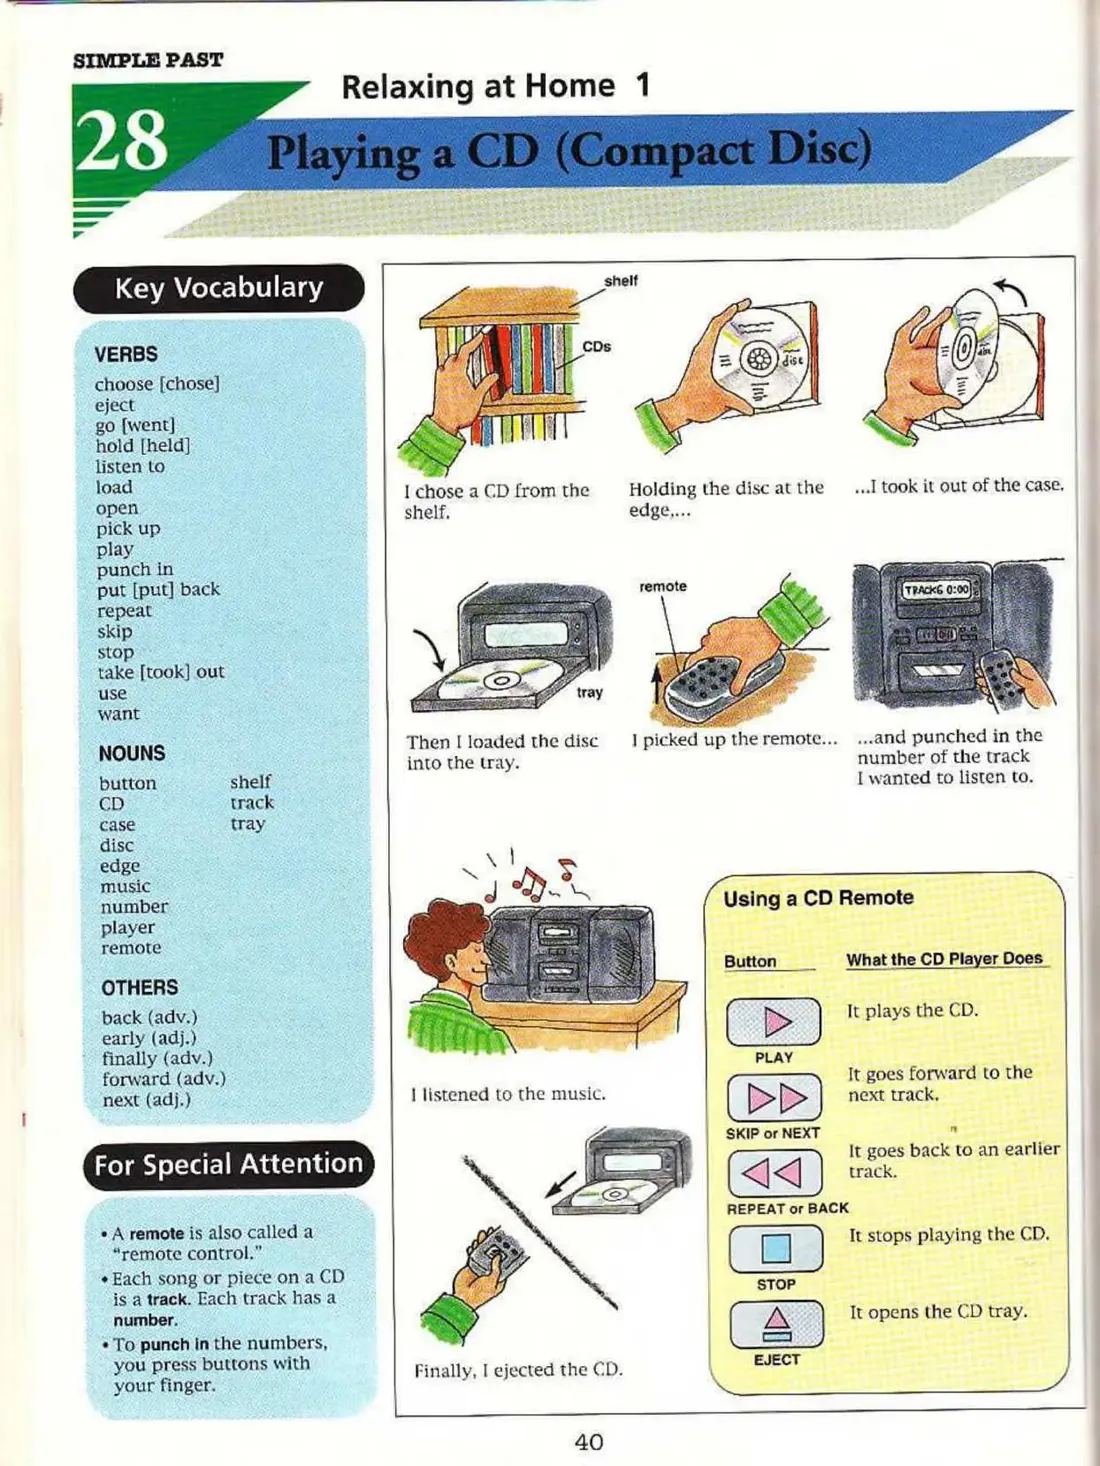 SIMPLE PAST
Relaxing at Home 1
28
Playing a CD (Compact Disc)
Key Vocabulary
VERBS
choose [chose]
eject
go [went]
hold [held]
listen to
load
open
pick up
play
punch in
put [put] back
repeat
skip
stop
take [took] out
use
want
NOUNS
button
CD
case
disc
edge
music
number
player
remote
shelf
track
tray
OTHERS
back (adv.)
early (adj.)
finally (adv.)
forward (adv.)
next (adj.)
For Special Attention
• A remote is also called a
"remote control."
• Each song or piece on a CD
is a track. Each track has a
number.
• To punch in the numbers,
you press buttons with
your finger.
shelf
CDs
I chose a CD from the
shelf.
disc
Holding the disc at the
edge,...
disc
...I took it out of the case.
tray
Then I loaded the disc
into the tray.
remote
I picked up the remote...
TRACK6 0:00
...and punched in the
number of the track
I wanted to listen to.
I listened to the music.
Finally, I ejected the CD.
Using a CD Remote
Button What the CD Player Does
PLAY
It plays the CD.
SKIP or NEXT
It goes forward to the
next track.
REPEAT or BACK
It goes back to an earlier
track.
STOP
It stops playing the CD.
EJECT
It opens the CD tray.
40